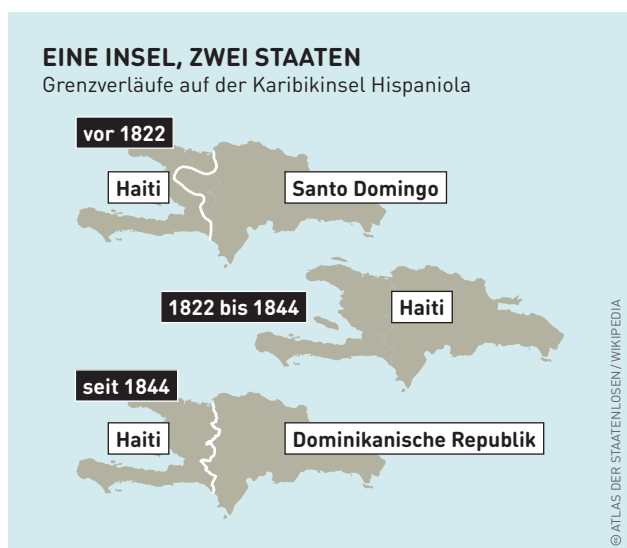 EINE INSEL, ZWEI STAATEN
Grenzverläufe auf der Karibikinsel Hispaniola
vor 1822
Haiti
Santo Domingo
1822 bis 1844
Haiti
seit 1844
Haiti
Dominikanische Republik
ATLAS DER STAATENLOSEN / WIKIPEDIA